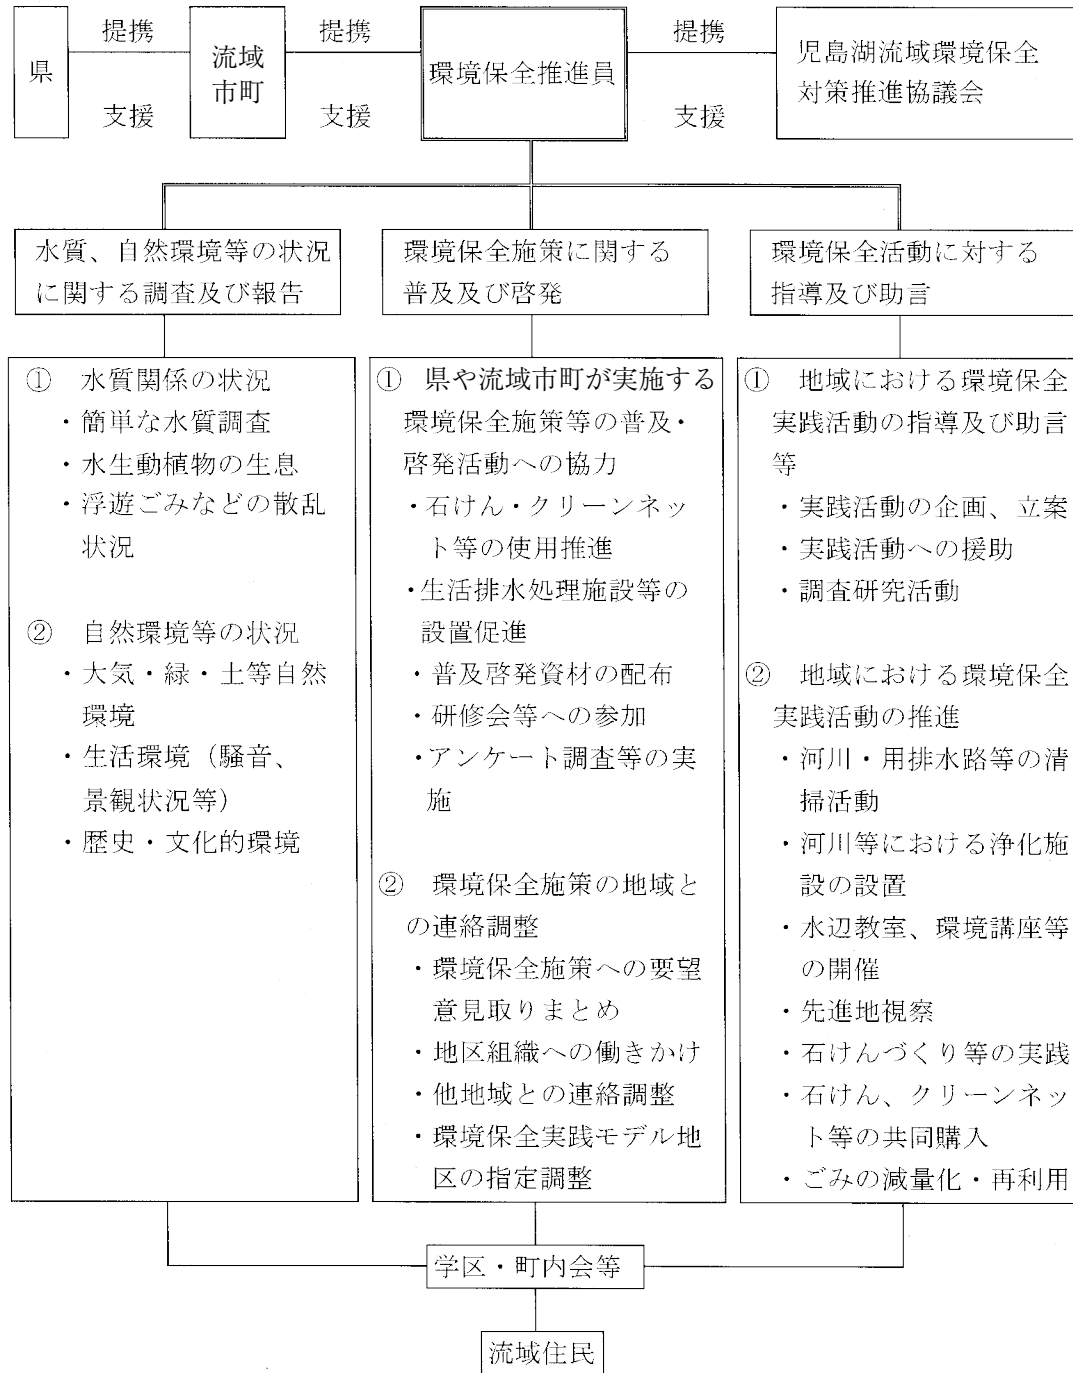 提携
提携
提携
県
流域
市町
環境保全推進員
児島湖流域環境保全
対策推進協議会
支援
支援
支援
水質、自然環境等の状況
に関する調査及び報告
環境保全施策に関する
普及及び啓発
環境保全活動に対する
指導及び助言
① 水質関係の状況
・簡単な水質調査
・水生動植物の生息
・浮遊ごみなどの散乱
状況
② 自然環境等の状況
・大気・緑・土等自然
環境
・生活環境（騒音、
景観状況等）
・歴史・文化的環境
① 県や流域市町が実施する
環境保全施策等の普及・
啓発活動への協力
・石けん・クリーンネッ
ト等の使用推進
・生活排水処理施設等の
設置促進
・普及啓発資材の配布
・研修会等への参加
・アンケート調査等の実
施
② 環境保全施策の地域と
の連絡調整
・環境保全施策への要望
意見取りまとめ
・地区組織への働きかけ
・他地域との連絡調整
・環境保全実践モデル地
区の指定調整
① 地域における環境保全
実践活動の指導及び助言
等
・実践活動の企画、立案
・実践活動への援助
・調査研究活動
② 地域における環境保全
実践活動の推進
・河川・用排水路等の清
掃活動
・河川等における浄化施
設の設置
・水辺教室、環境講座等
の開催
・先進地視察
・石けんづくり等の実践
・石けん、クリーンネッ
ト等の共同購入
・ごみの減量化・再利用
学区・町内会等
流域住民